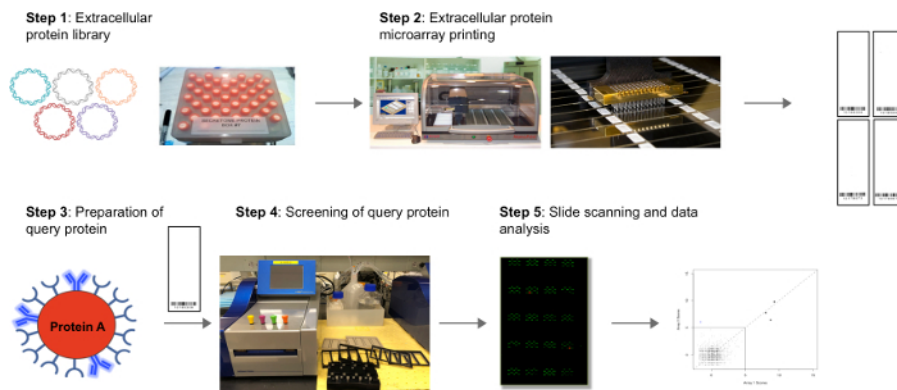 Step 1: Extracellular
protein library
Step 2: Extracellular protein
microarray printing
Step 3: Preparation of
query protein
Step 4: Screening of query protein
Step 5: Slide scanning and data
analysis
Protein A